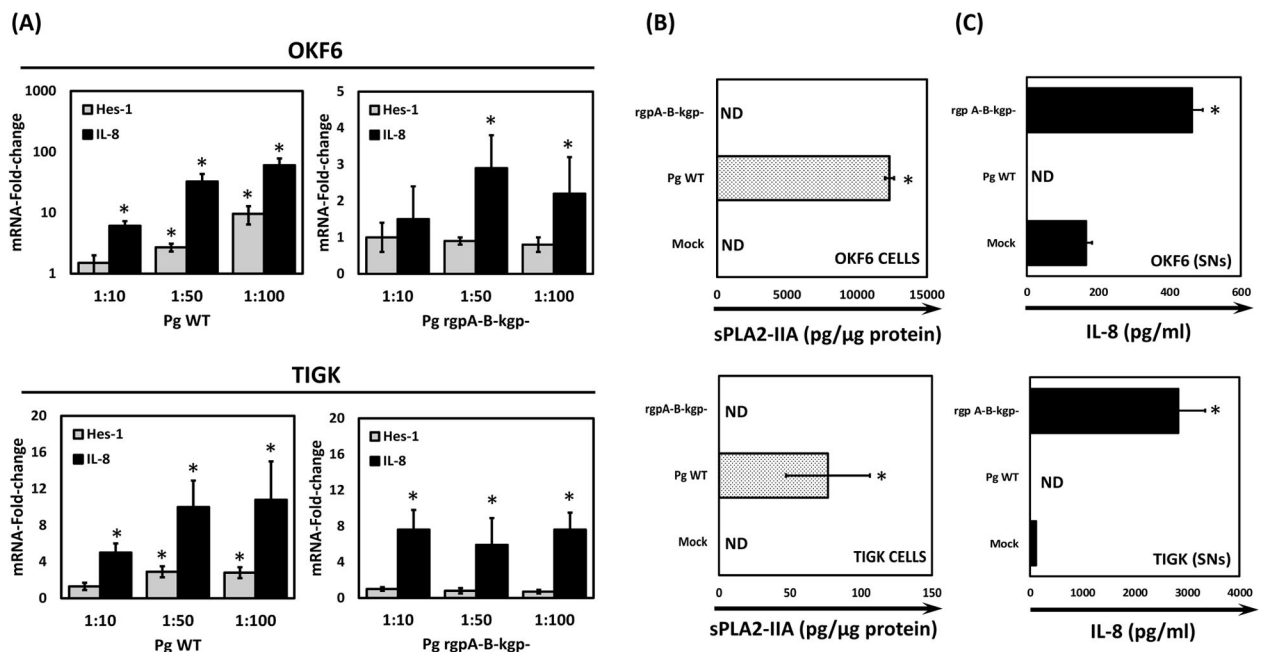 (A)
OKF6
mRNA-Fold-change
1000
100
10
1
Hes-1
IL-8
*
*
*
*
*
1:10
1:50
1:100
Pg WT
mRNA-Fold-change
5
4
3
2
1
0
Hes-1
IL-8
*
*
1:10
1:50
1:100
Pg rgpA-B-kgp-
TIGK
mRNA-Fold-change
20
16
12
8
4
0
Hes-1
IL-8
*
*
*
*
*
1:10
1:50
1:100
Pg WT
mRNA-Fold-change
20
16
12
8
4
0
Hes-1
IL-8
*
*
*
1:10
1:50
1:100
Pg rgpA-B-kgp-
(B)
rgpA-B-kgp-
ND
Pg WT
*
Mock
ND
OKF6 CELLS
0
5000
10000
15000
sPLA2-IIA (pg/µg protein)
rgpA-B-kgp-
ND
Pg WT
*
Mock
ND
TIGK CELLS
0
50
100
150
sPLA2-IIA (pg/µg protein)
(C)
rgp A-B-kgp-
*
Pg WT
ND
Mock
OKF6 (SNs)
0
200
400
600
IL-8 (pg/ml)
rgp A-B-kgp-
*
Pg WT
ND
Mock
TIGK (SNs)
0
1000
2000
3000
4000
IL-8 (pg/ml)